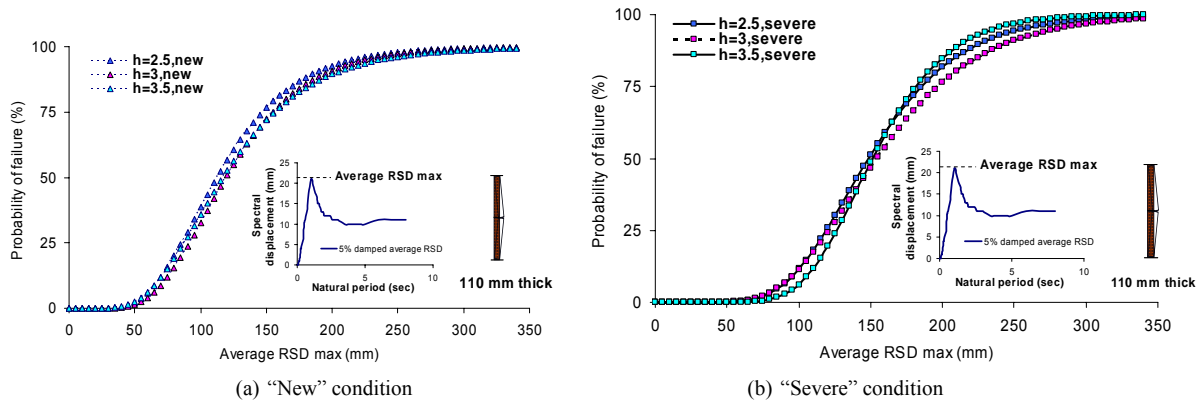 h=2.5,new
h=3,new
h=3.5,new
100
75
50
25
0
Probability of failure (%)
0 50 100 150 200 250 300 350
Average RSD max (mm)
25
20
15
10
5
0
Spectral
displacement (mm)
Average RSD max
5% damped average RSD
0 5 10
Natural period (sec)
110 mm thick
(a) “New” condition
h=2.5,severe
h=3,severe
h=3.5,severe
100
75
50
25
0
Probability of failure (%)
0 50 100 150 200 250 300 350
Average RSD max (mm)
25
20
15
10
5
0
Spectral
displacement (mm)
Average RSD max
5% damped average RSD
0 5 10
Natural period (sec)
110 mm thick
(b) “Severe” condition